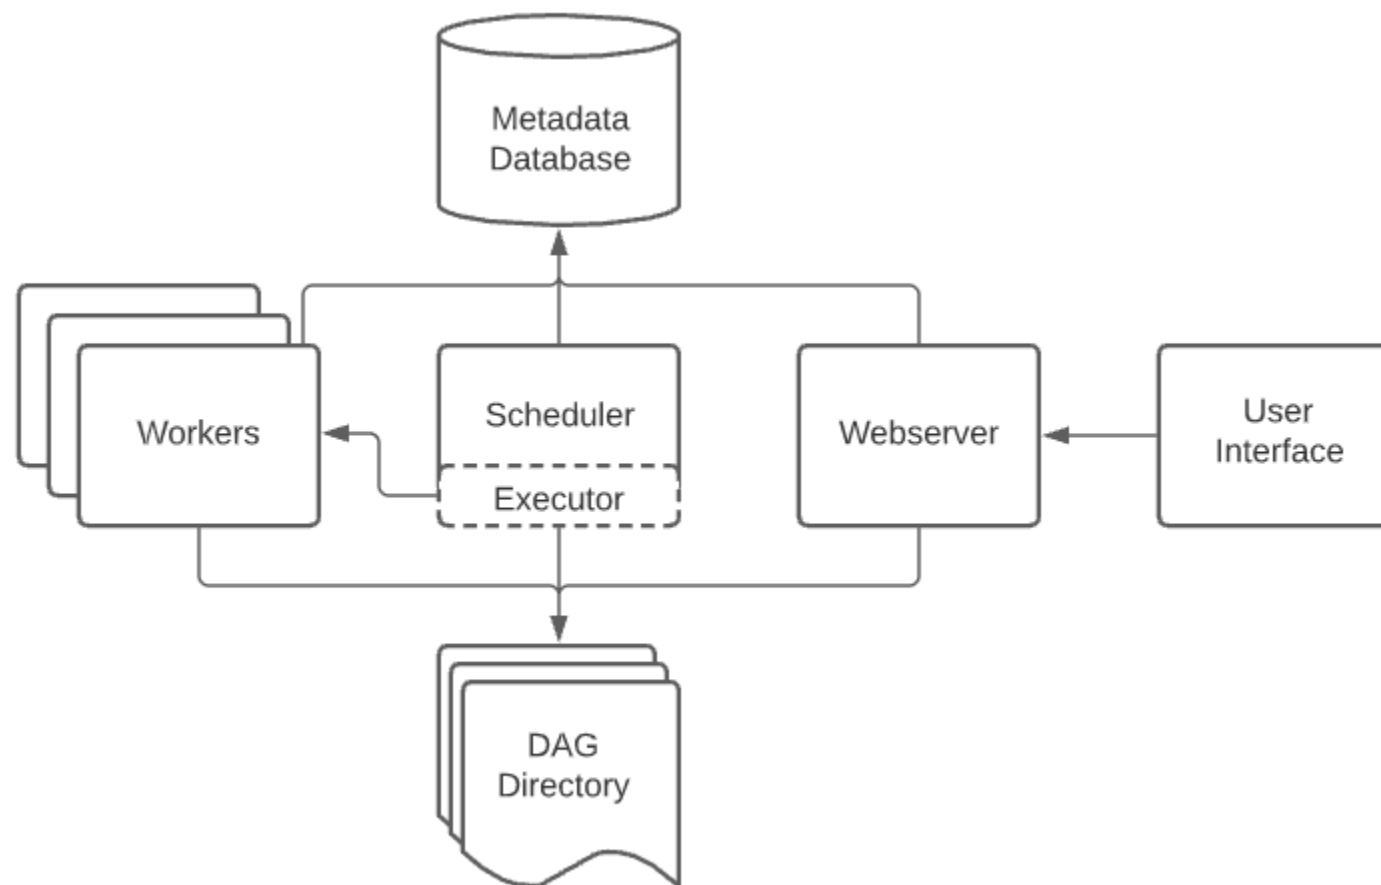 Metadata
Database
Workers
Scheduler
Executor
Webserver
User
Interface
DAG
Directory